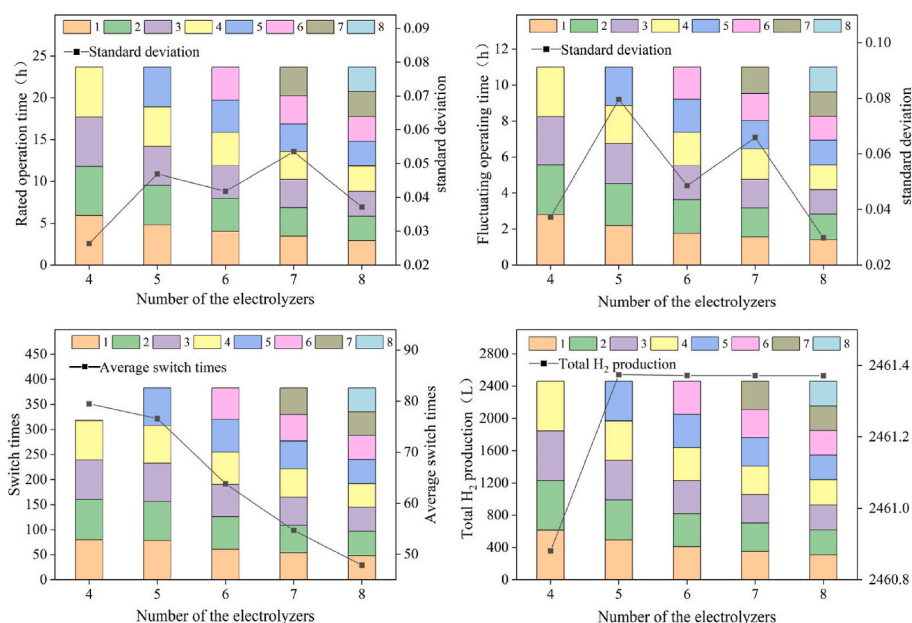 1 2 3 4 5 6 7 8
Standard deviation
Rated operation time（h）
0 5 10 15 20 25
0.02 0.03 0.04 0.05 0.06 0.07 0.08 0.09
standard deviation
4 5 6 7 8
Number of the electrolyzers
1 2 3 4 5 6 7 8
Standard deviation
Fluctuating operating time（h）
0 2 4 6 8 10 12
0.02 0.04 0.06 0.08 0.10
standard deviation
4 5 6 7 8
Number of the electrolyzers
1 2 3 4 5 6 7 8
Average switch times
Switch times
0 50 100 150 200 250 300 350 400 450
50 60 70 80 90
Average switch times
4 5 6 7 8
Number of the electrolyzers
1 2 3 4 5 6 7 8
Total H₂ production
Total H₂ production（L）
0 400 800 1200 1600 2000 2400 2800
2460.8 2461.0 2461.2 2461.4
4 5 6 7 8
Number of the electrolyzers